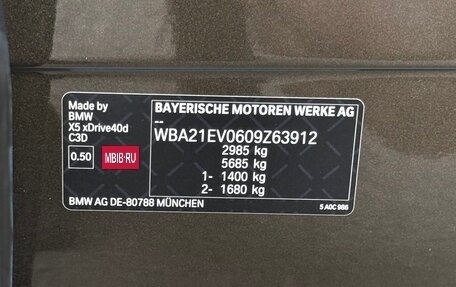 Made by
BMW
X5 xDrive40d
C3D
0.50
MBIB.RU
BAYERISCHE MOTOREN WERKE AG
--
WBA21EV0609Z63912
2985 kg
5685 kg
1- 1400 kg
2- 1680 kg
BMW AG DE-80788 MÜNCHEN
5 A0C 986